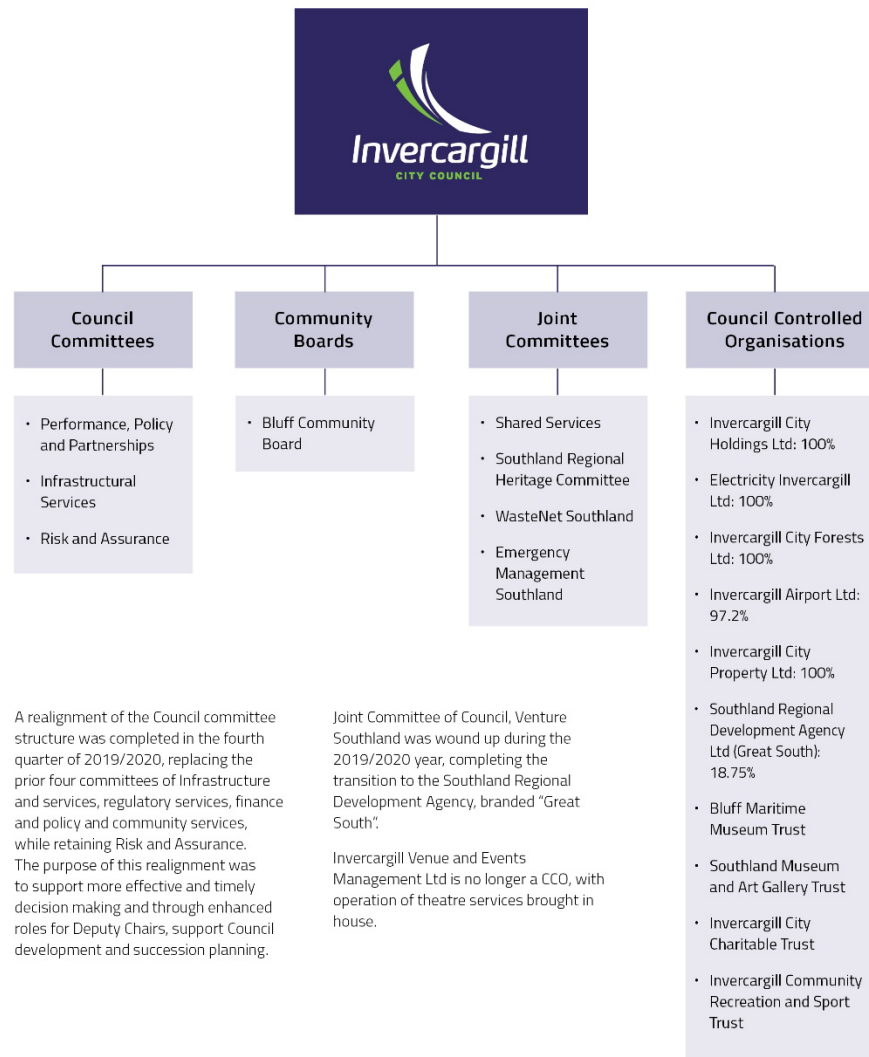 Invercargill
CITY COUNCIL
Council
Committees
• Performance, Policy
and Partnerships
• Infrastructural
Services
• Risk and Assurance
Community
Boards
• Bluff Community
Board
Joint
Committees
• Shared Services
• Southland Regional
Heritage Committee
• WasteNet Southland
• Emergency
Management
Southland
Council Controlled
Organisations
• Invercargill City
Holdings Ltd: 100%
• Electricity Invercargill
Ltd: 100%
• Invercargill City Forests
Ltd: 100%
• Invercargill Airport Ltd:
97.2%
• Invercargill City
Property Ltd: 100%
• Southland Regional
Development Agency
Ltd (Great South):
18.75%
• Bluff Maritime
Museum Trust
• Southland Museum
and Art Gallery Trust
• Invercargill City
Charitable Trust
• Invercargill Community
Recreation and Sport
Trust
A realignment of the Council committee
structure was completed in the fourth
quarter of 2019/2020, replacing the
prior four committees of Infrastructure
and services, regulatory services, finance
and policy and community services,
while retaining Risk and Assurance.
The purpose of this realignment was
to support more effective and timely
decision making and through enhanced
roles for Deputy Chairs, support Council
development and succession planning.
Joint Committee of Council, Venture
Southland was wound up during the
2019/2020 year, completing the
transition to the Southland Regional
Development Agency, branded “Great
South”.
Invercargill Venue and Events
Management Ltd is no longer a CCO, with
operation of theatre services brought in
house.